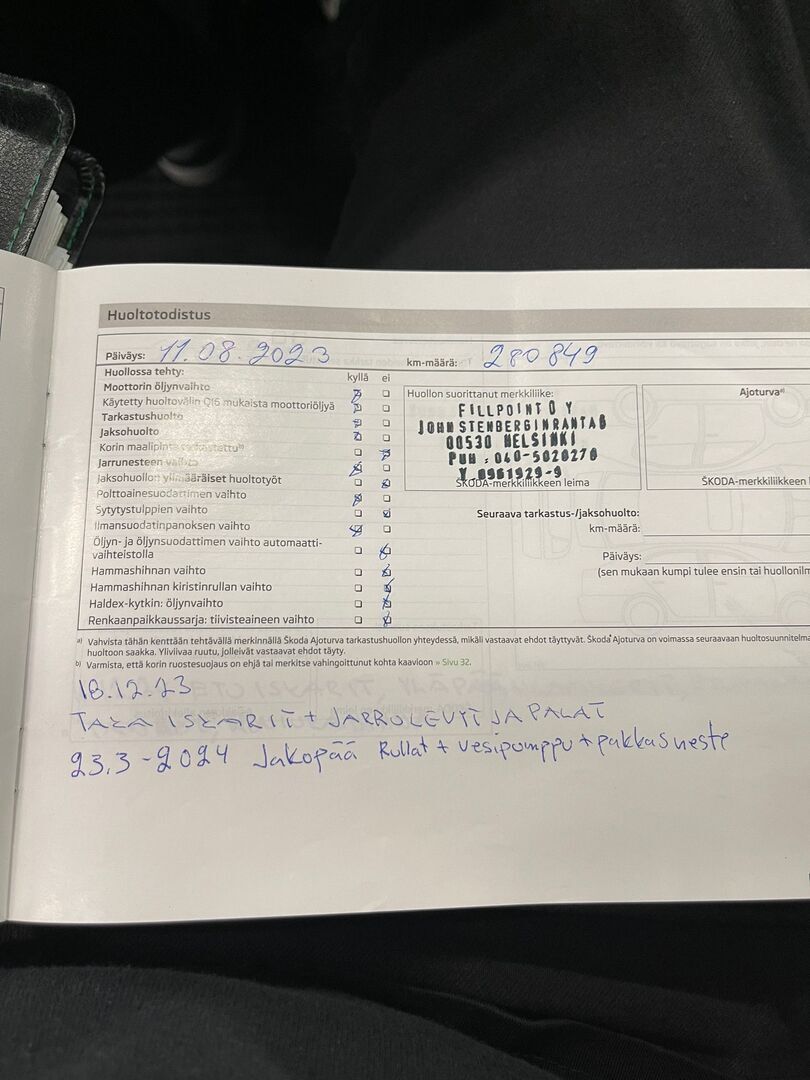 Huoltotodistus
Päiväys: 11.08.2023 km-määrä: 280 849
Huollossa tehty: kyllä ei
Moottorin öljynvaihto
Käytetty huoltovälin QI6 mukaista moottoriöljyä
Tarkastushuolto
Jaksohuolto
Korin maalipinta tarkastettu b)
Jarrunesteen vaihto
Jaksohuollon ylimääräiset huoltotyöt
Polttoainesuodattimen vaihto
Sytytystulppien vaihto
Ilmansuodatinpanoksen vaihto
Öljyn- ja öljynsuodattimen vaihto automaatti-
vaihteistolla
Hammashihnan vaihto
Hammashihnan kiristinrullan vaihto
Haldex-kytkin: öljynvaihto
Renkaanpaikkaussarja: tiivisteaineen vaihto
Huollon suorittanut merkkiliike:
FILLPOINT OY
JOHN STENBERGINRANTA6
00530 HELSINKI
PUH. 040-5020270
Y 0961929-9
ŠKODA-merkkiliikkeen leima
Ajoturva a)
ŠKODA-merkkiliikkeen
Seuraava tarkastus-/jaksohuolto:
km-määrä:
Päiväys:
(sen mukaan kumpi tulee ensin tai
a) Vahvista tähän kenttään tehtävällä merkinnällä Škoda Ajoturva tarkastushuollon yhteydessä, mikäli vastaavat ehdot täyttyvät. Škoda Ajoturva on voimassa seuraavaan
huoltoon saakka. Yliviivaa ruutu, jolleivät vastaavat ehdot täyty.
b) Varmista, että korin ruostesuojaus on ehjä tai merkitse vahingoittunut kohta kaavioon » Sivu 32.
18.12.23
TAKA ISKARIT + JARRULEVYT JA PALAT
23.3-2024 Jakopää Rullat + vesipumppu + pakkasneste